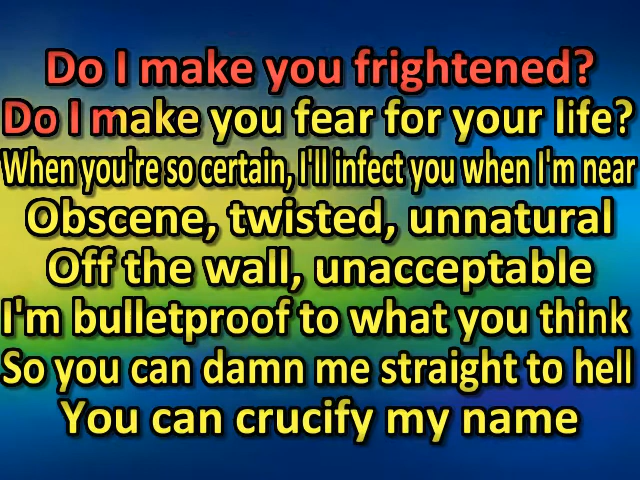 Do I make you frightened?
Do I make you fear for your life?
When you're so certain, I'll infect you when I'm near
Obscene, twisted, unnatural
Off the wall, unacceptable
I'm bulletproof to what you think
So you can damn me straight to hell
You can crucify my name